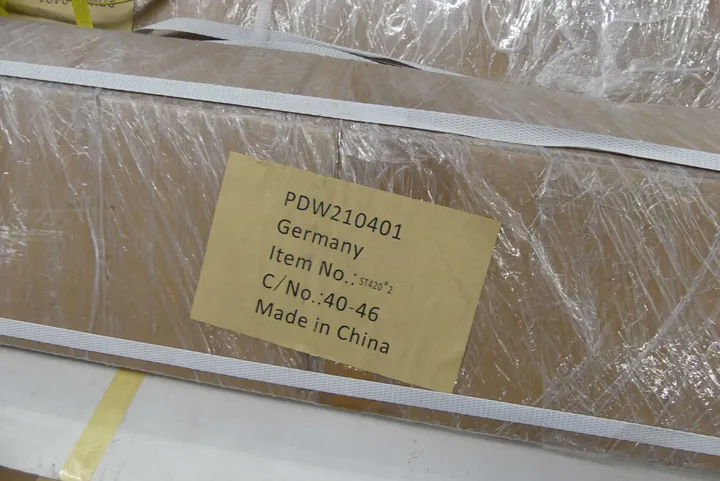 PDW210401
Germany
Item No.: ST420*2
C/No.:40-46
Made in China